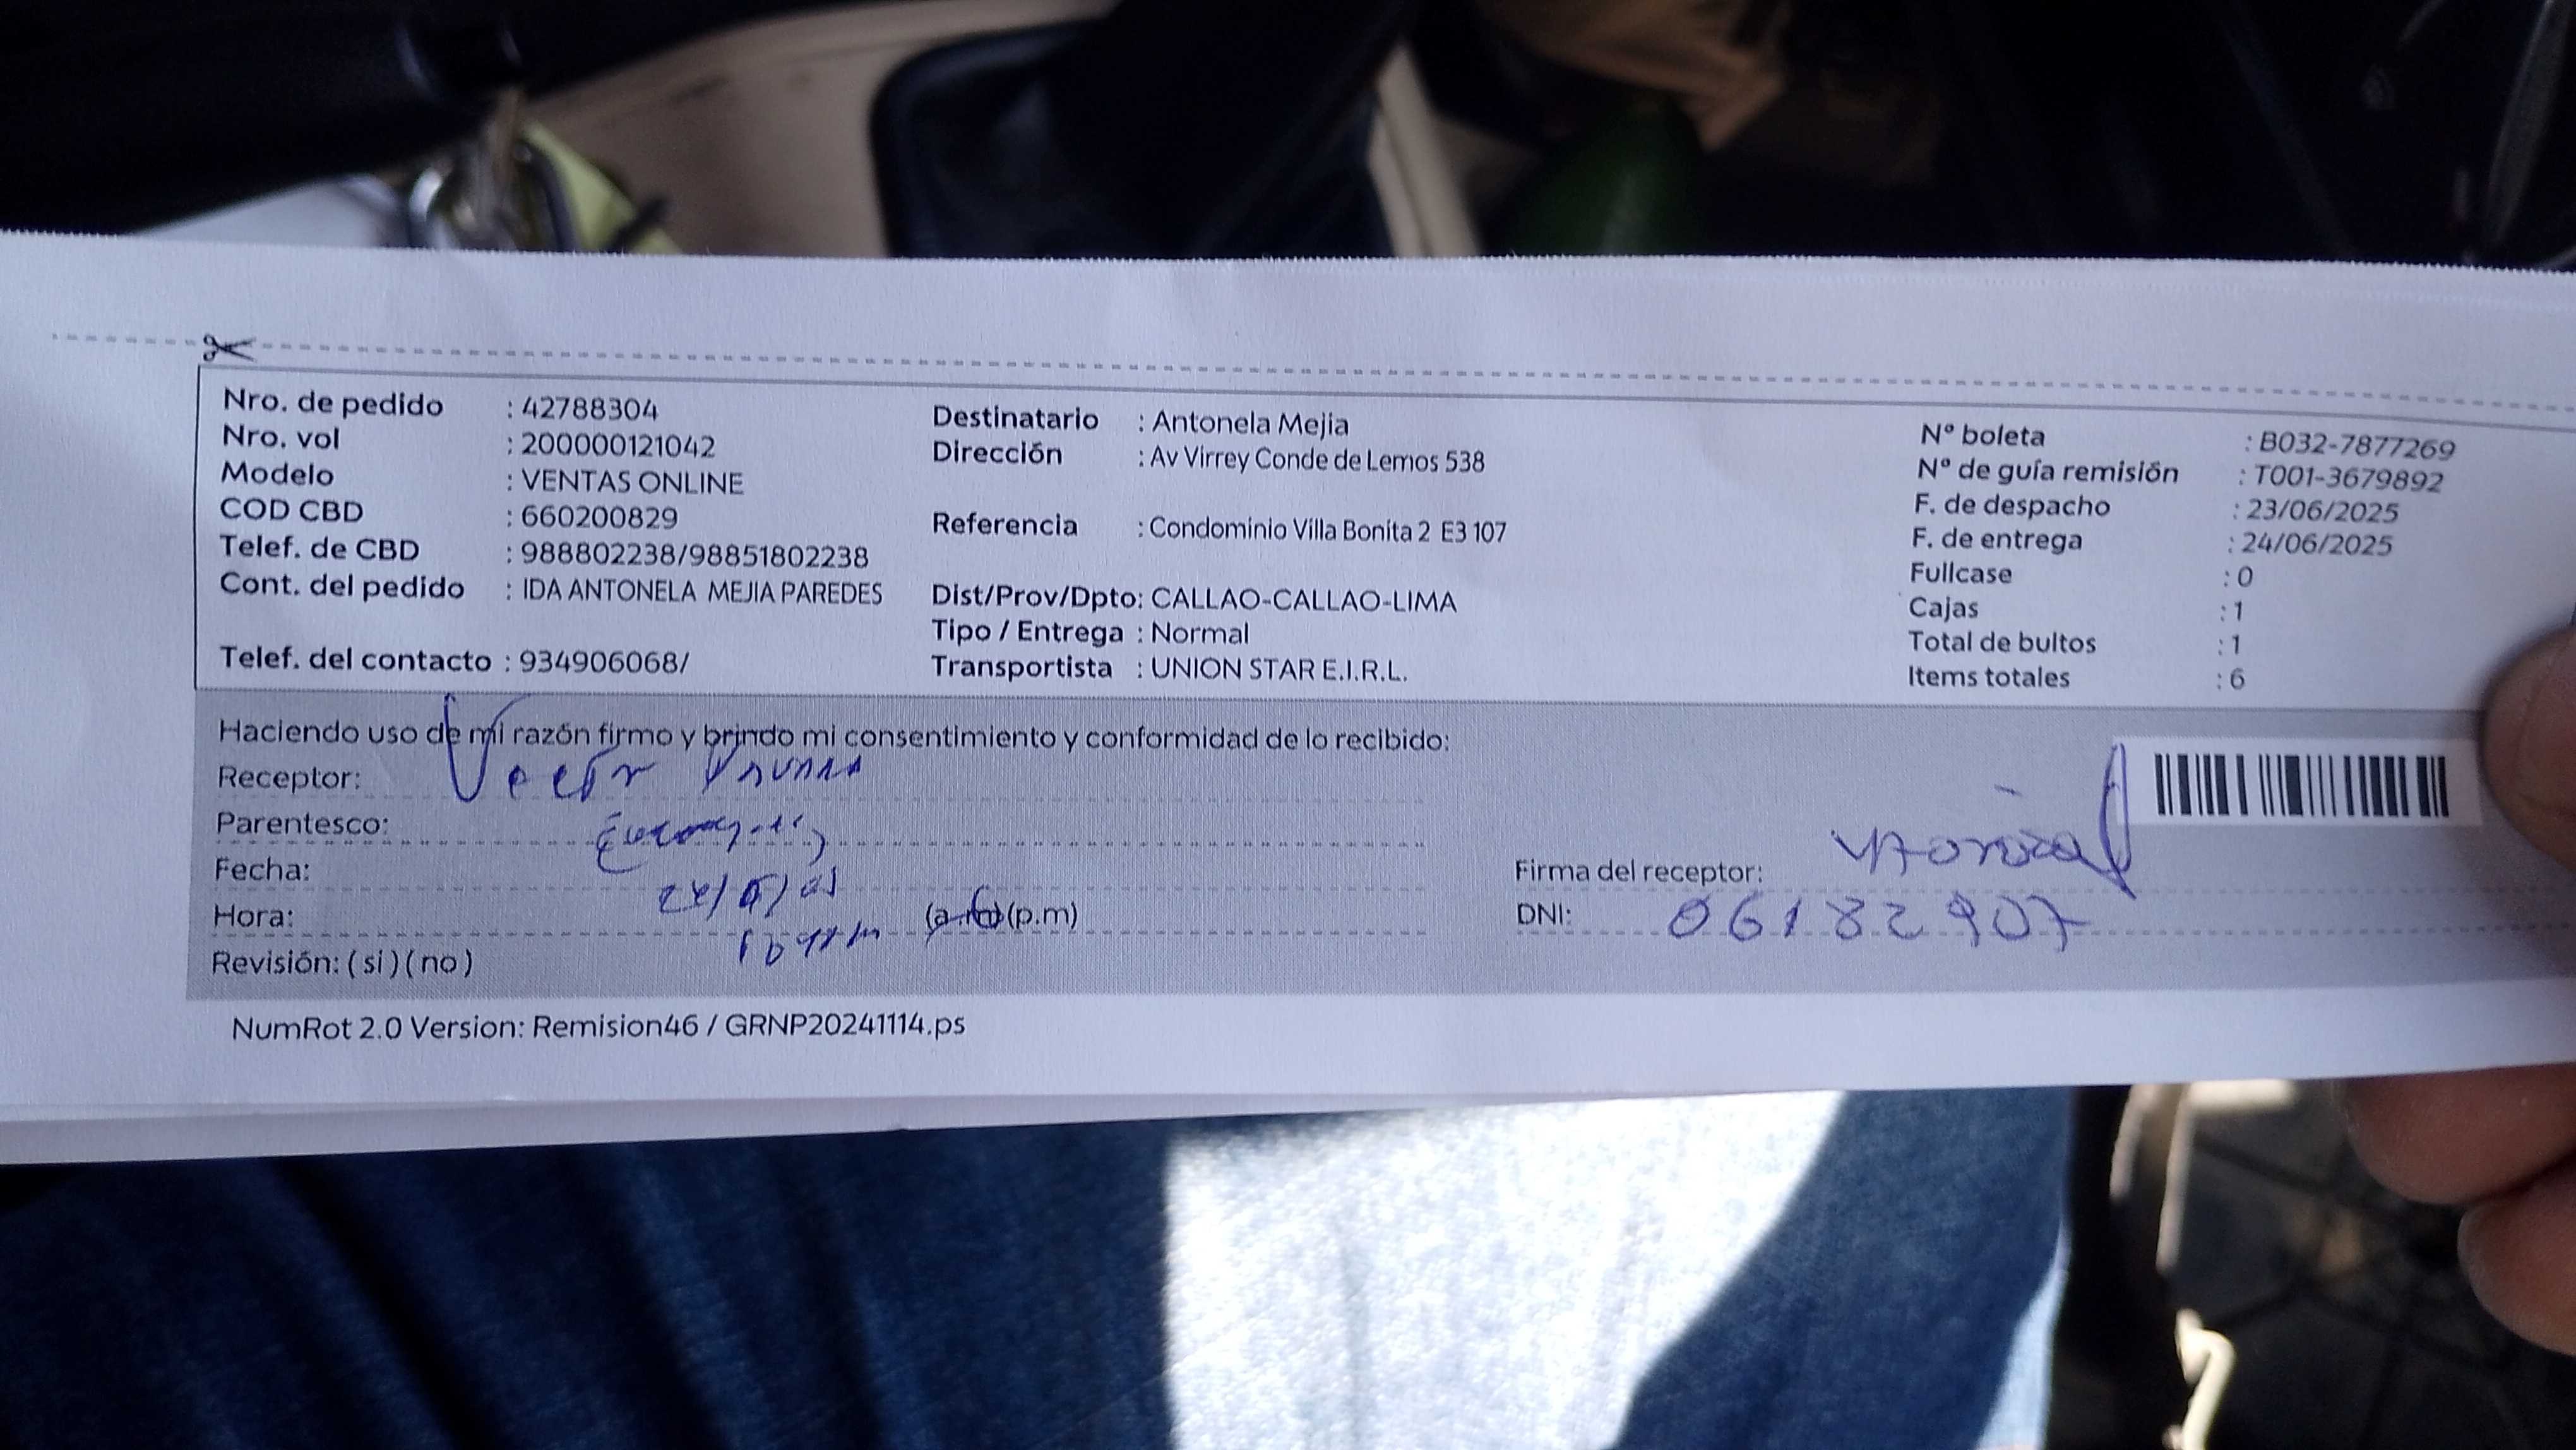 Nro. de pedido : 42788304
Nro. vol : 200000121042
Modelo : VENTAS ONLINE
COD CBD : 660200829
Telef. de CBD : 988802238/98851802238
Cont. del pedido : IDA ANTONELA MEJIA PAREDES
Telef. del contacto : 934906068/
Destinatario : Antonela Mejia
Dirección : Av Virrey Conde de Lemos 538
Referencia : Condominio Villa Bonita 2 E3 107
Dist/Prov/Dpto: CALLAO-CALLAO-LIMA
Tipo / Entrega : Normal
Transportista : UNION STAR E.I.R.L.
Nº boleta : B032-7877269
Nº de guía remisión : T001-3679892
F. de despacho : 23/06/2025
F. de entrega : 24/06/2025
Fullcase : 0
Cajas : 1
Total de bultos : 1
Items totales : 6
Haciendo uso de mi razón firmo y brindo mi consentimiento y conformidad de lo recibido:
Receptor:
Parentesco:
Fecha:
Hora: (a.m)(p.m)
Revisión: ( si ) ( no )
Firma del receptor:
DNI: 06182907
NumRot 2.0 Version: Remision46 / GRNP20241114.ps